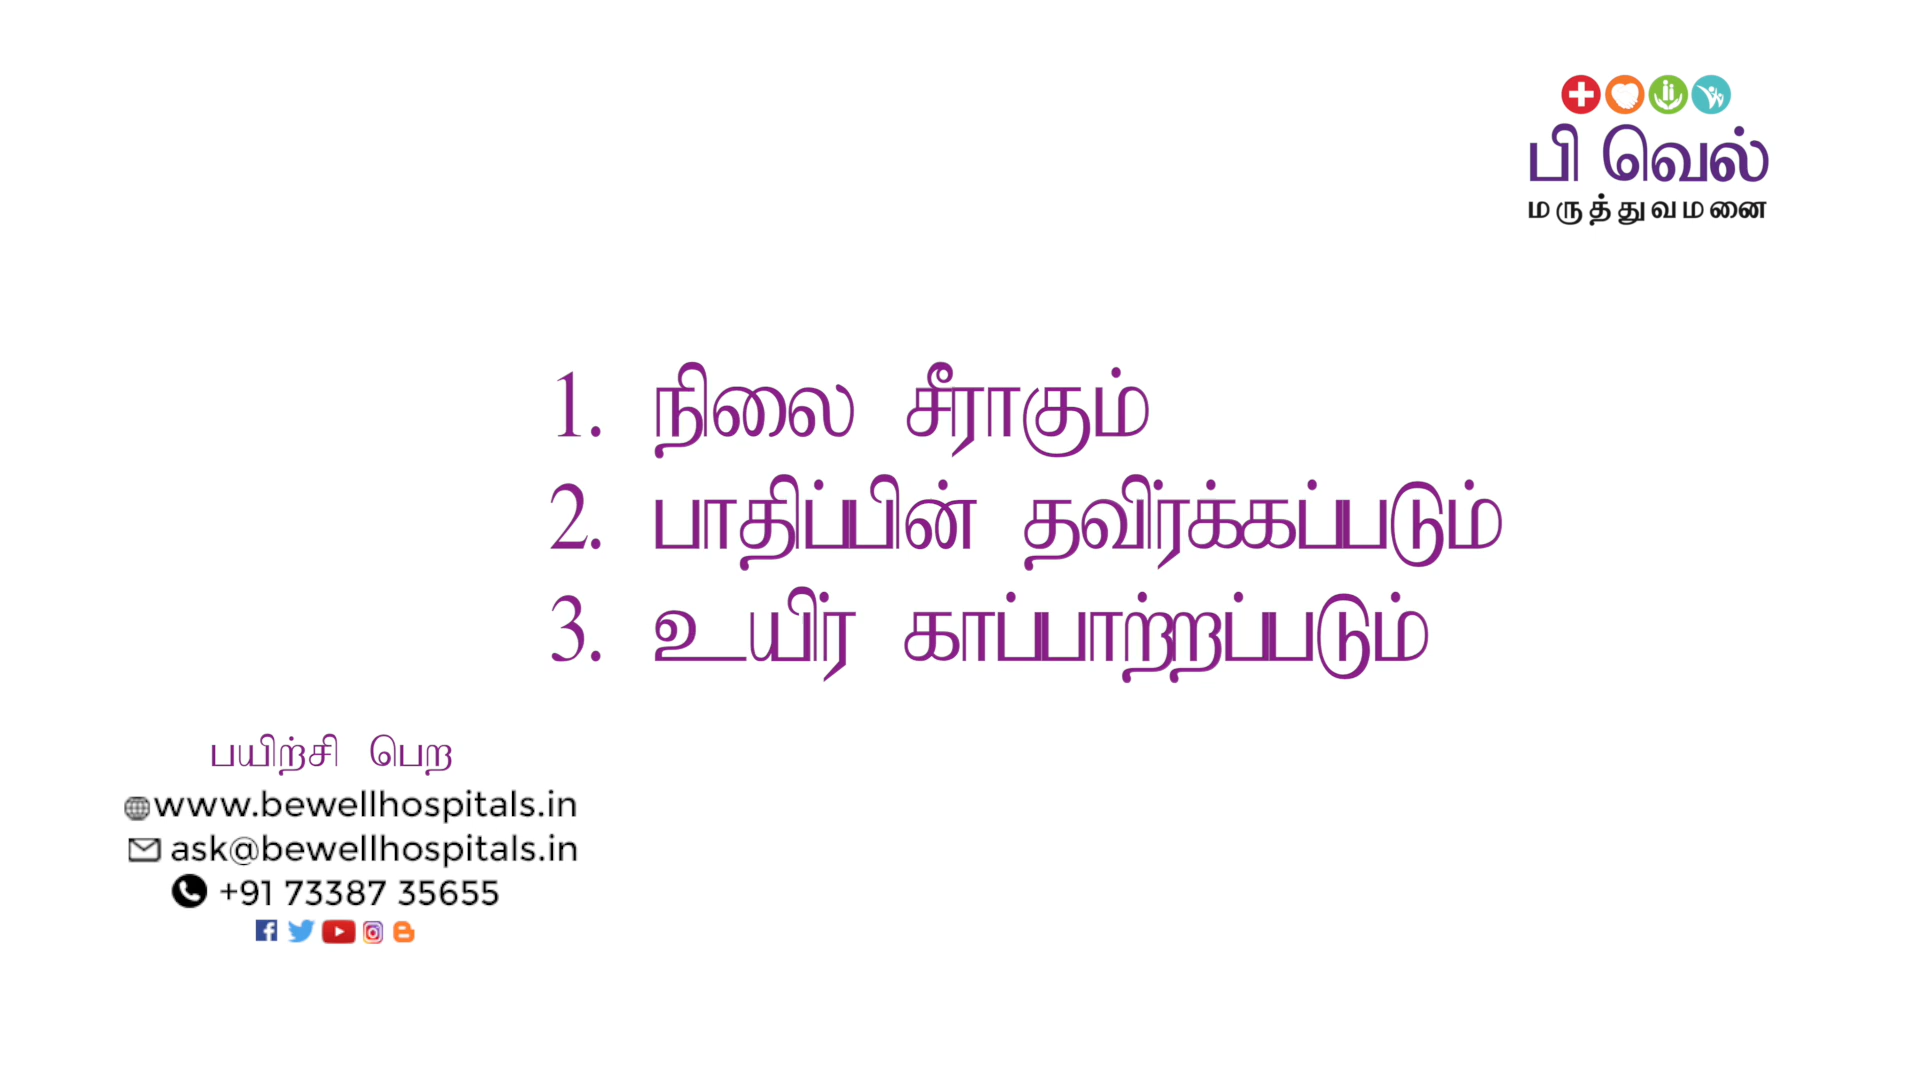 பி வெல்
மருத்துவமனை
1. நிலை சீராகும்
2. பாதிப்பின் தவிர்க்கப்படும்
3. உயிர் காப்பாற்றப்படும்
பயிற்சி பெற
www.bewellhospitals.in
ask@bewellhospitals.in
+91 73387 35655